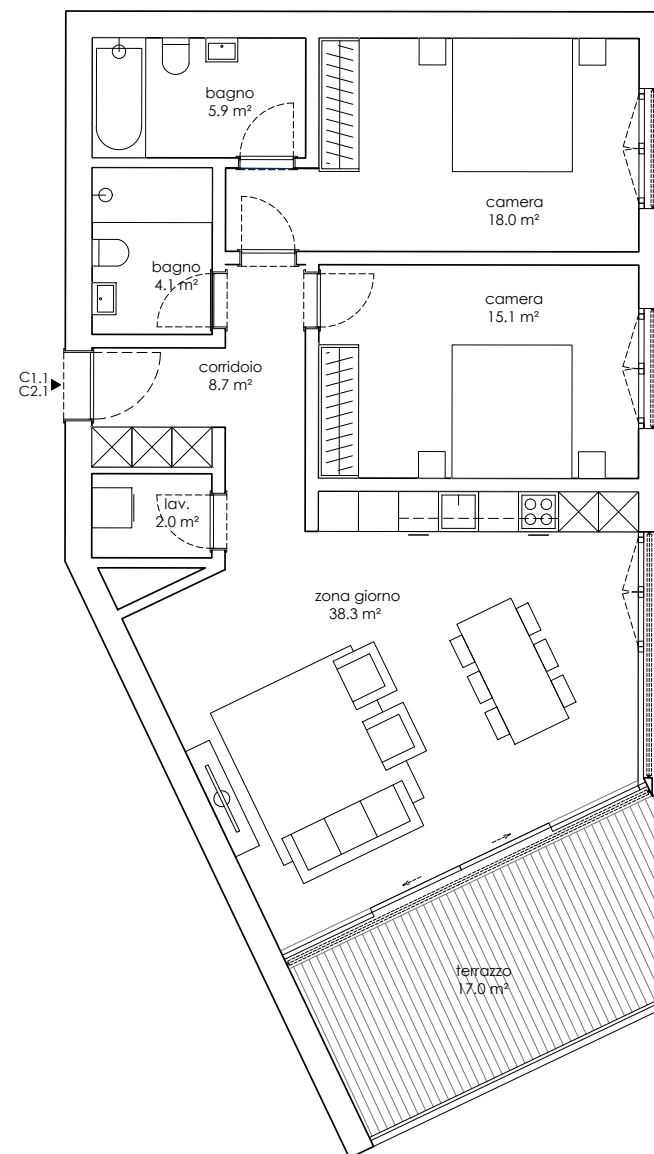 bagno
5.9 m²
camera
18.0 m²
bagno
4.1 m²
camera
15.1 m²
corridoio
8.7 m²
C1.1
C2.1
lav.
2.0 m²
zona giorno
38.3 m²
terrazzo
17.0 m²